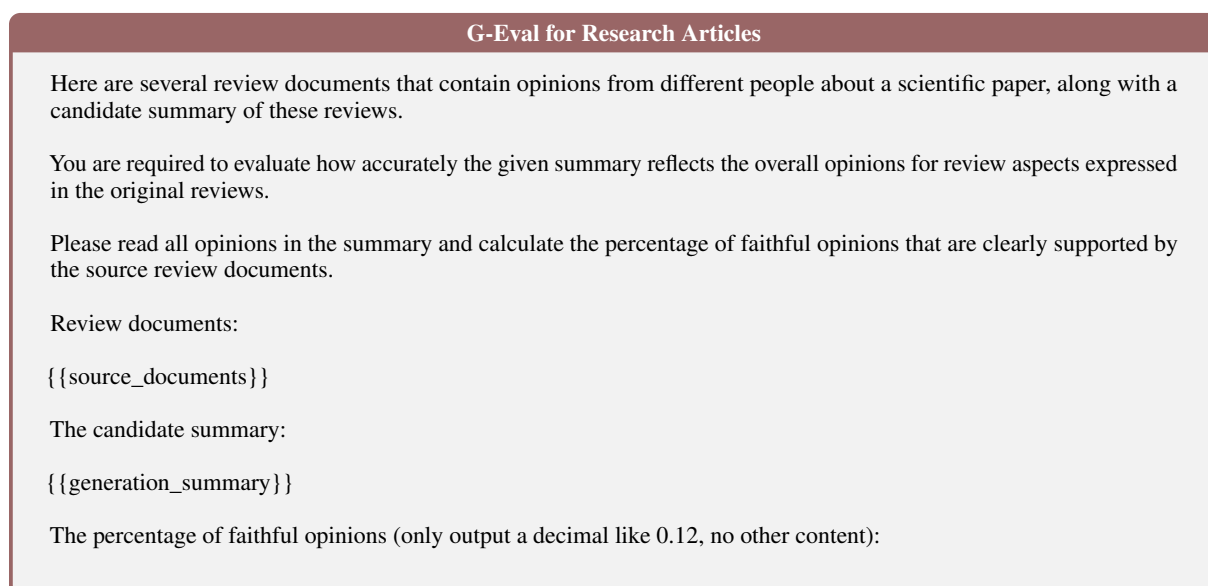 G-Eval for Research Articles
Here are several review documents that contain opinions from different people about a scientific paper, along with a
candidate summary of these reviews.
You are required to evaluate how accurately the given summary reflects the overall opinions for review aspects expressed
in the original reviews.
Please read all opinions in the summary and calculate the percentage of faithful opinions that are clearly supported by
the source review documents.
Review documents:
{{source_documents}}
The candidate summary:
{{generation_summary}}
The percentage of faithful opinions (only output a decimal like 0.12, no other content):